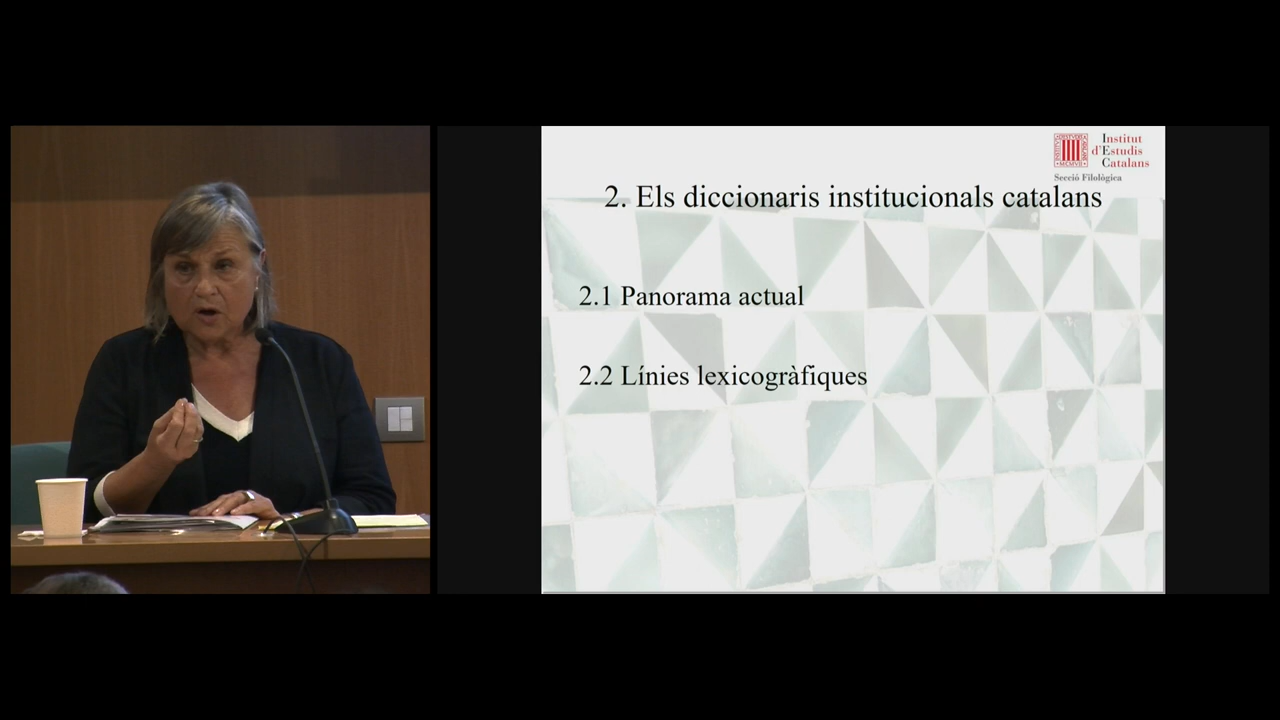 Institut
d'Estudis
Catalans
Secció Filològica
2. Els diccionaris institucionals catalans
2.1 Panorama actual
2.2 Línies lexicogràfiques